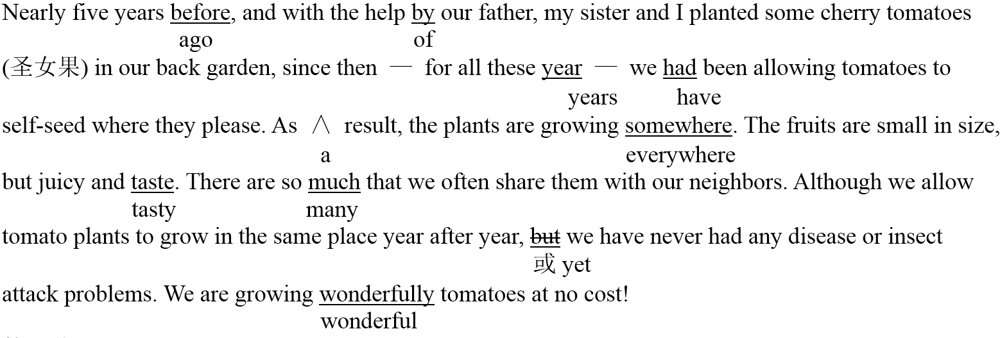 Nearly five years before, and with the help by our father, my sister and I planted some cherry tomatoes
ago of
(圣女果) in our back garden, since then — for all these year — we had been allowing tomatoes to
years have
self-seed where they please. As ∧ result, the plants are growing somewhere. The fruits are small in size,
a everywhere
but juicy and taste. There are so much that we often share them with our neighbors. Although we allow
tasty many
tomato plants to grow in the same place year after year, but we have never had any disease or insect
或 yet
attack problems. We are growing wonderfully tomatoes at no cost!
wonderful